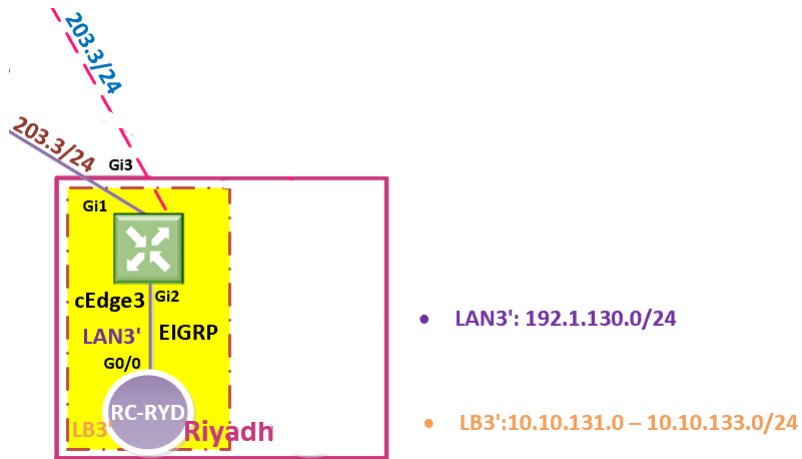 203.3/24
203.3/24
Gi3
Gi1
cEdge3
Gi2
LAN3'
EIGRP
G0/0
RC-RYD
LB3'
Riyadh
• LAN3': 192.1.130.0/24
• LB3':10.10.131.0 – 10.10.133.0/24